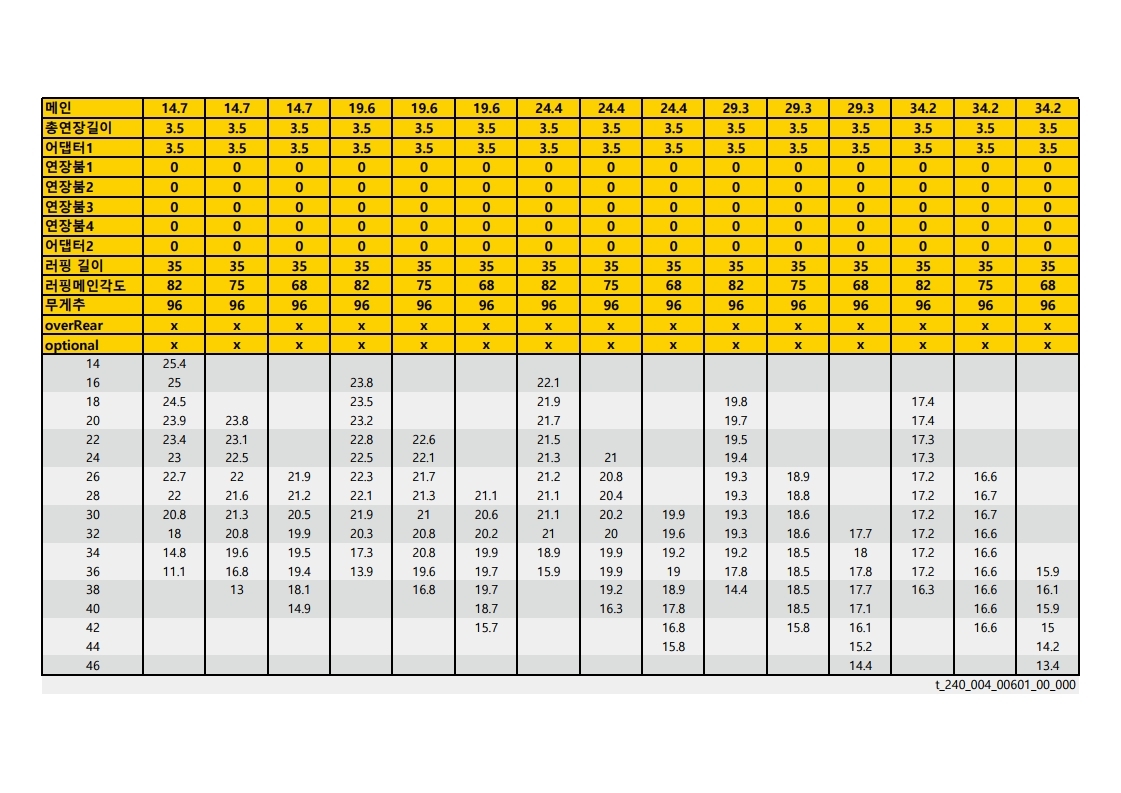 메인 14.7 14.7 14.7 19.6 19.6 19.6 24.4 24.4 24.4 29.3 29.3 29.3 34.2 34.2 34.2
총연장길이 3.5 3.5 3.5 3.5 3.5 3.5 3.5 3.5 3.5 3.5 3.5 3.5 3.5 3.5 3.5
어댑터1 3.5 3.5 3.5 3.5 3.5 3.5 3.5 3.5 3.5 3.5 3.5 3.5 3.5 3.5 3.5
연장붐1 0 0 0 0 0 0 0 0 0 0 0 0 0 0 0
연장붐2 0 0 0 0 0 0 0 0 0 0 0 0 0 0 0
연장붐3 0 0 0 0 0 0 0 0 0 0 0 0 0 0 0
연장붐4 0 0 0 0 0 0 0 0 0 0 0 0 0 0 0
어댑터2 0 0 0 0 0 0 0 0 0 0 0 0 0 0 0
러핑 길이 35 35 35 35 35 35 35 35 35 35 35 35 35 35 35
러핑메인각도 82 75 68 82 75 68 82 75 68 82 75 68 82 75 68
무게추 96 96 96 96 96 96 96 96 96 96 96 96 96 96 96
overRear x x x x x x x x x x x x x x x
optional x x x x x x x x x x x x x x x
14 25.4
16 25 23.8 22.1
18 24.5 23.5 21.9 19.8 17.4
20 23.9 23.8 23.2 21.7 19.7 17.4
22 23.4 23.1 22.8 22.6 21.5 19.5 17.3
24 23 22.5 22.5 22.1 21.3 21 19.4 17.3
26 22.7 22 21.9 22.3 21.7 21.2 20.8 19.3 18.9 17.2 16.6
28 22 21.6 21.2 22.1 21.3 21.1 21.1 20.4 19.3 18.8 17.2 16.7
30 20.8 21.3 20.5 21.9 21 20.6 21.1 20.2 19.9 19.3 18.6 17.2 16.7
32 18 20.8 19.9 20.3 20.8 20.2 21 20 19.6 19.3 18.6 17.7 17.2 16.6
34 14.8 19.6 19.5 17.3 20.8 19.9 18.9 19.9 19.2 19.2 18.5 18 17.2 16.6
36 11.1 16.8 19.4 13.9 19.6 19.7 15.9 19.9 19 17.8 18.5 17.8 17.2 16.6 15.9
38 13 18.1 16.8 19.7 19.2 18.9 14.4 18.5 17.7 16.3 16.6 16.1
40 14.9 18.7 16.3 17.8 18.5 17.1 16.6 15.9
42 15.7 16.8 15.8 16.1 16.6 15
44 15.8 15.2 14.2
46 14.4 13.4
t_240_004_00601_00_000